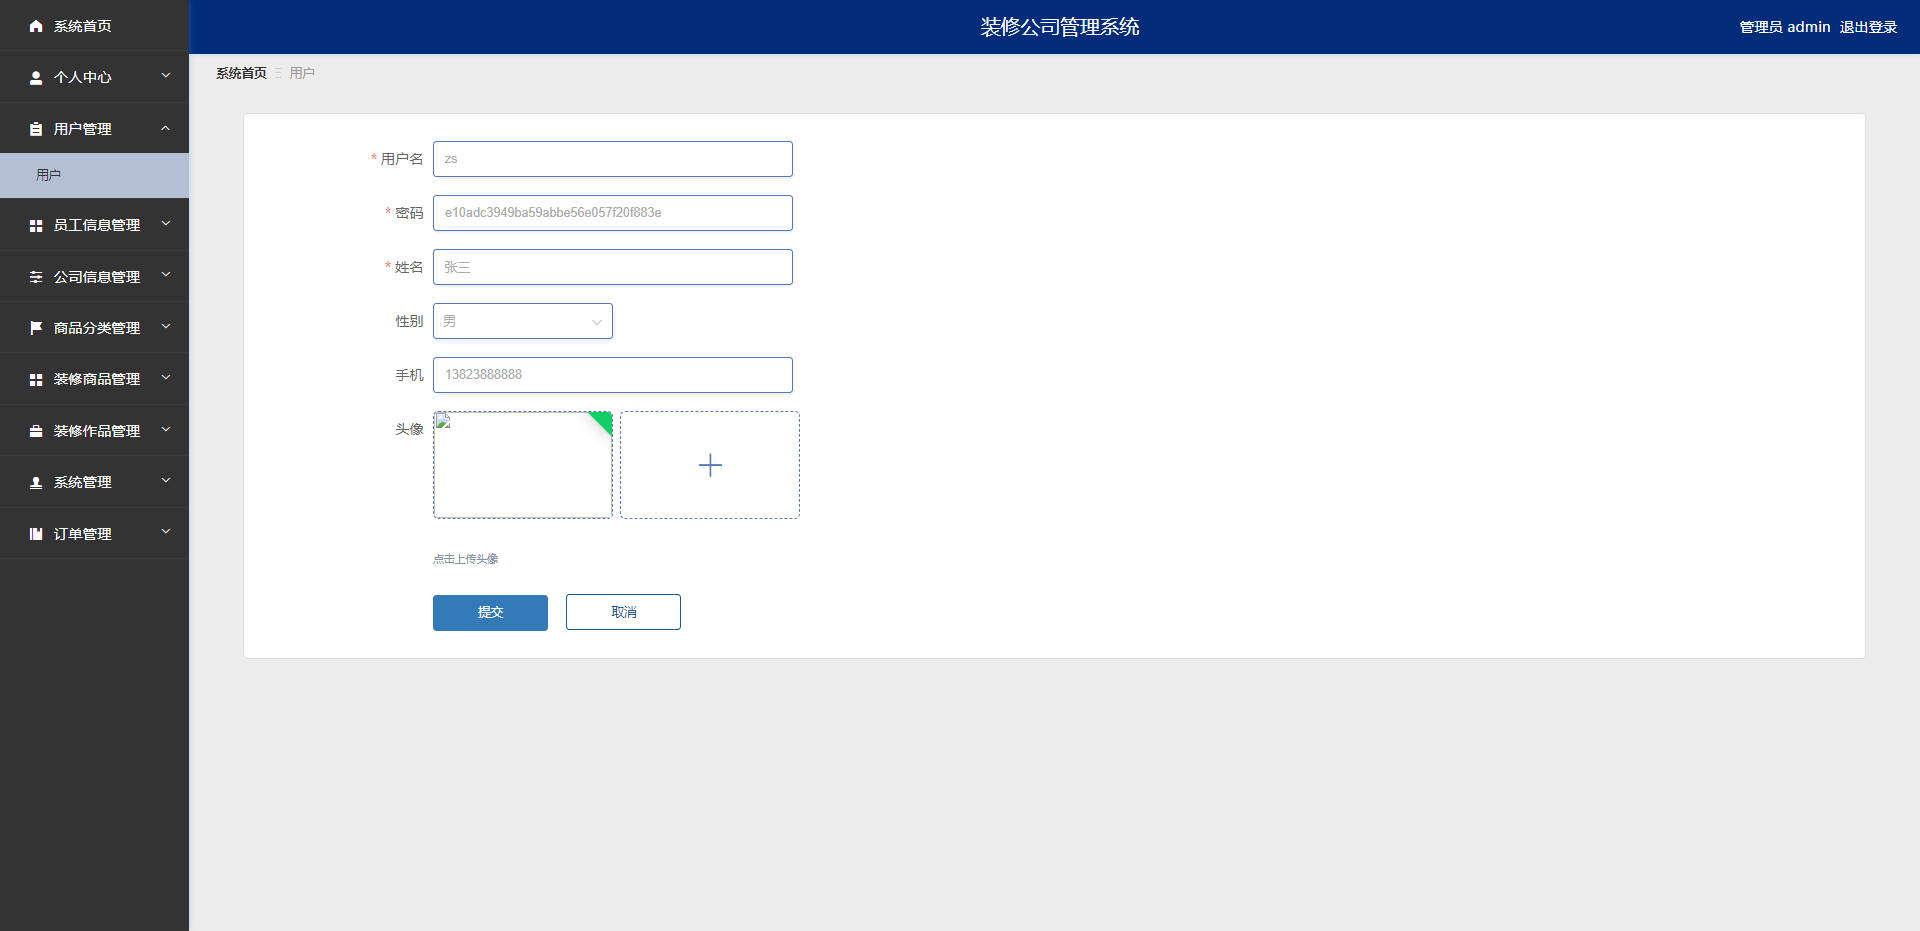 系统首页
个人中心
用户管理
用户
员工信息管理
公司信息管理
商品分类管理
装修商品管理
装修作品管理
系统管理
订单管理
装修公司管理系统
管理员 admin 退出登录
系统首页 用户
* 用户名 zs
* 密码 e10adc3949ba59abbe56e057f20f883e
* 姓名 张三
性别 男
手机 13823888888
头像
点击上传头像
提交 取消